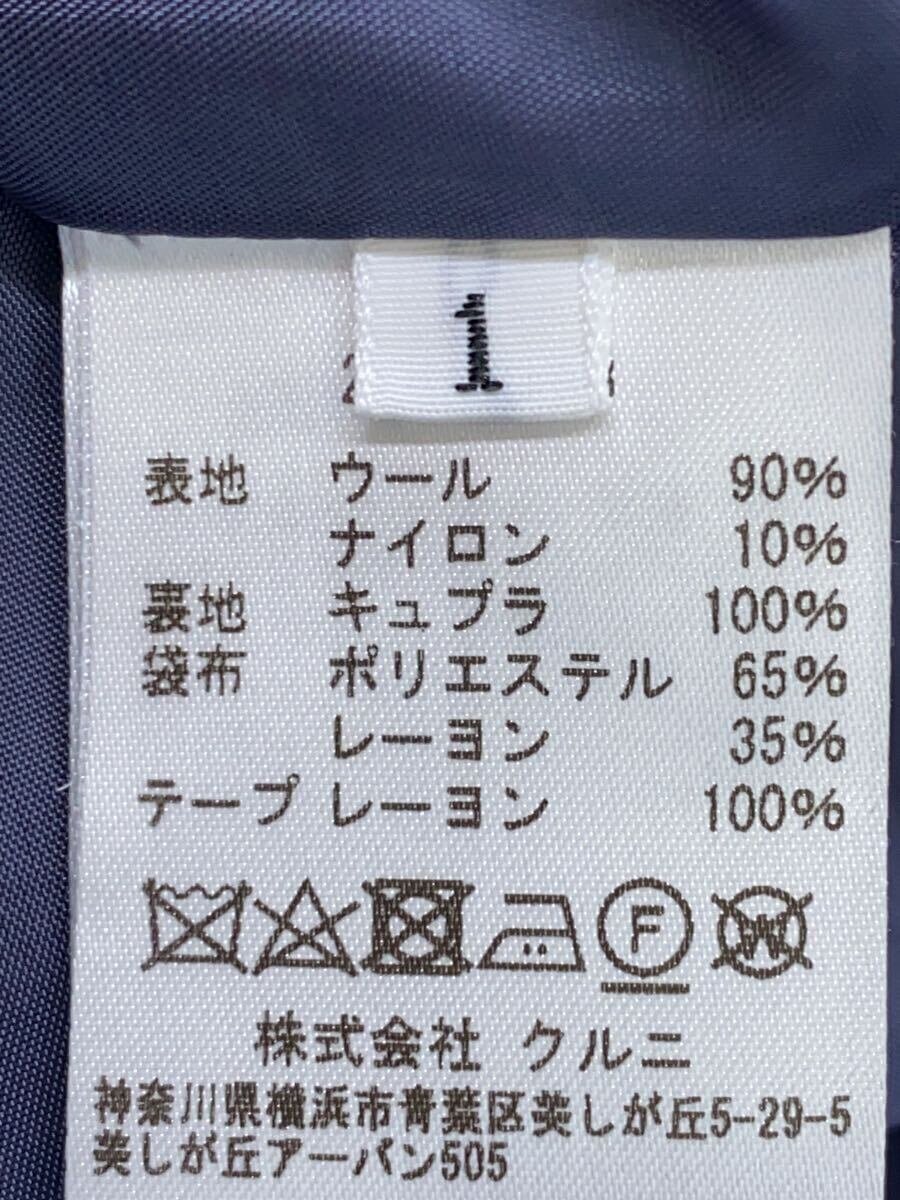 1
表地 ウール 90%
ナイロン 10%
裏地 キュプラ 100%
袋布 ポリエステル 65%
レーヨン 35%
テープ レーヨン 100%
F W
株式会社 クルニ
神奈川県横浜市青葉区美しが丘5-29-5
美しが丘アーバン505